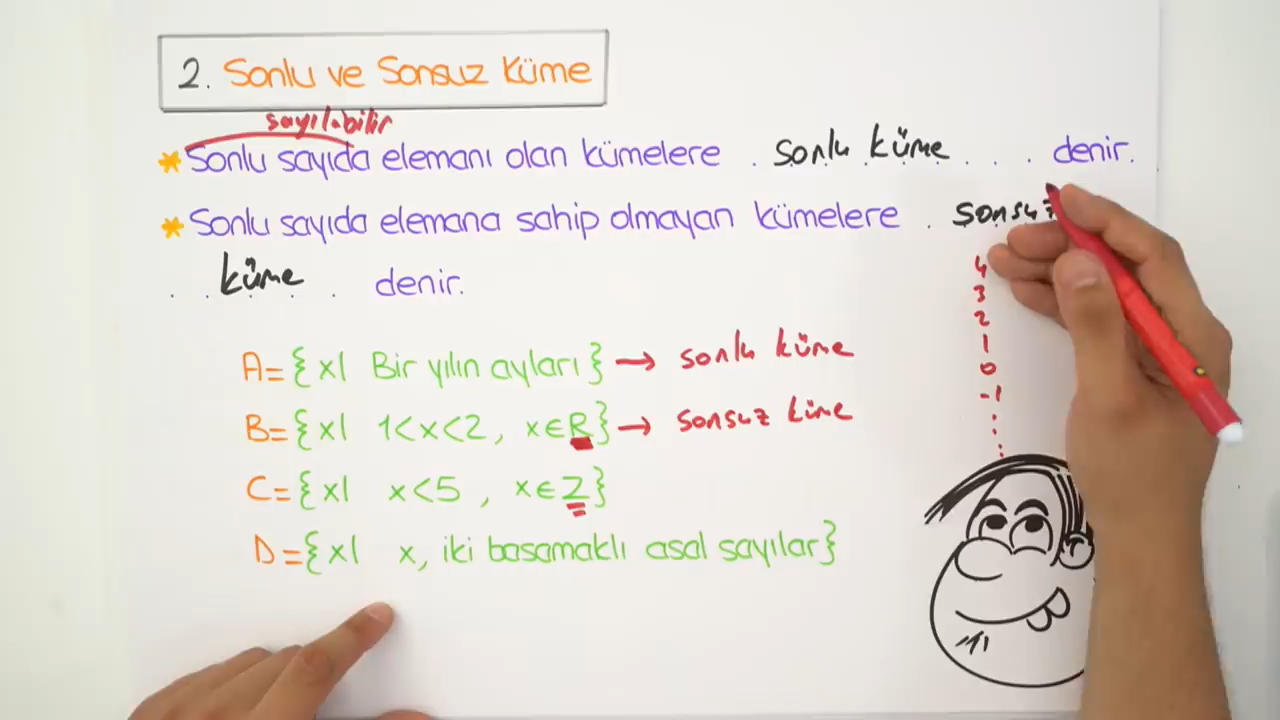 2. Sonlu ve Sonsuz Küme
sayılabilir
* Sonlu sayıda elemanı olan kümelere . sonlu küme . . . denir.
* Sonlu sayıda elemana sahip olmayan kümelere . sonsuz
küme . denir.
A={x| Bir yılın ayları} → sonlu küme
B={x| 1<x<2, x∈R} → sonsuz küme
C={x| x<5 , x∈Z}
D={x| x, iki basamaklı asal sayılar}
4
3
2
1
0
-1